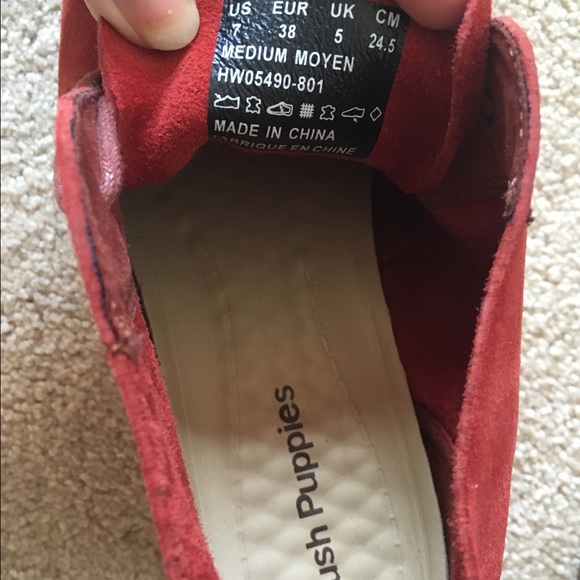 US EUR UK CM
7 38 5 24.5
MEDIUM MOYEN
HW05490-801
MADE IN CHINA
FABRIQUE EN CHINE
ush Puppies